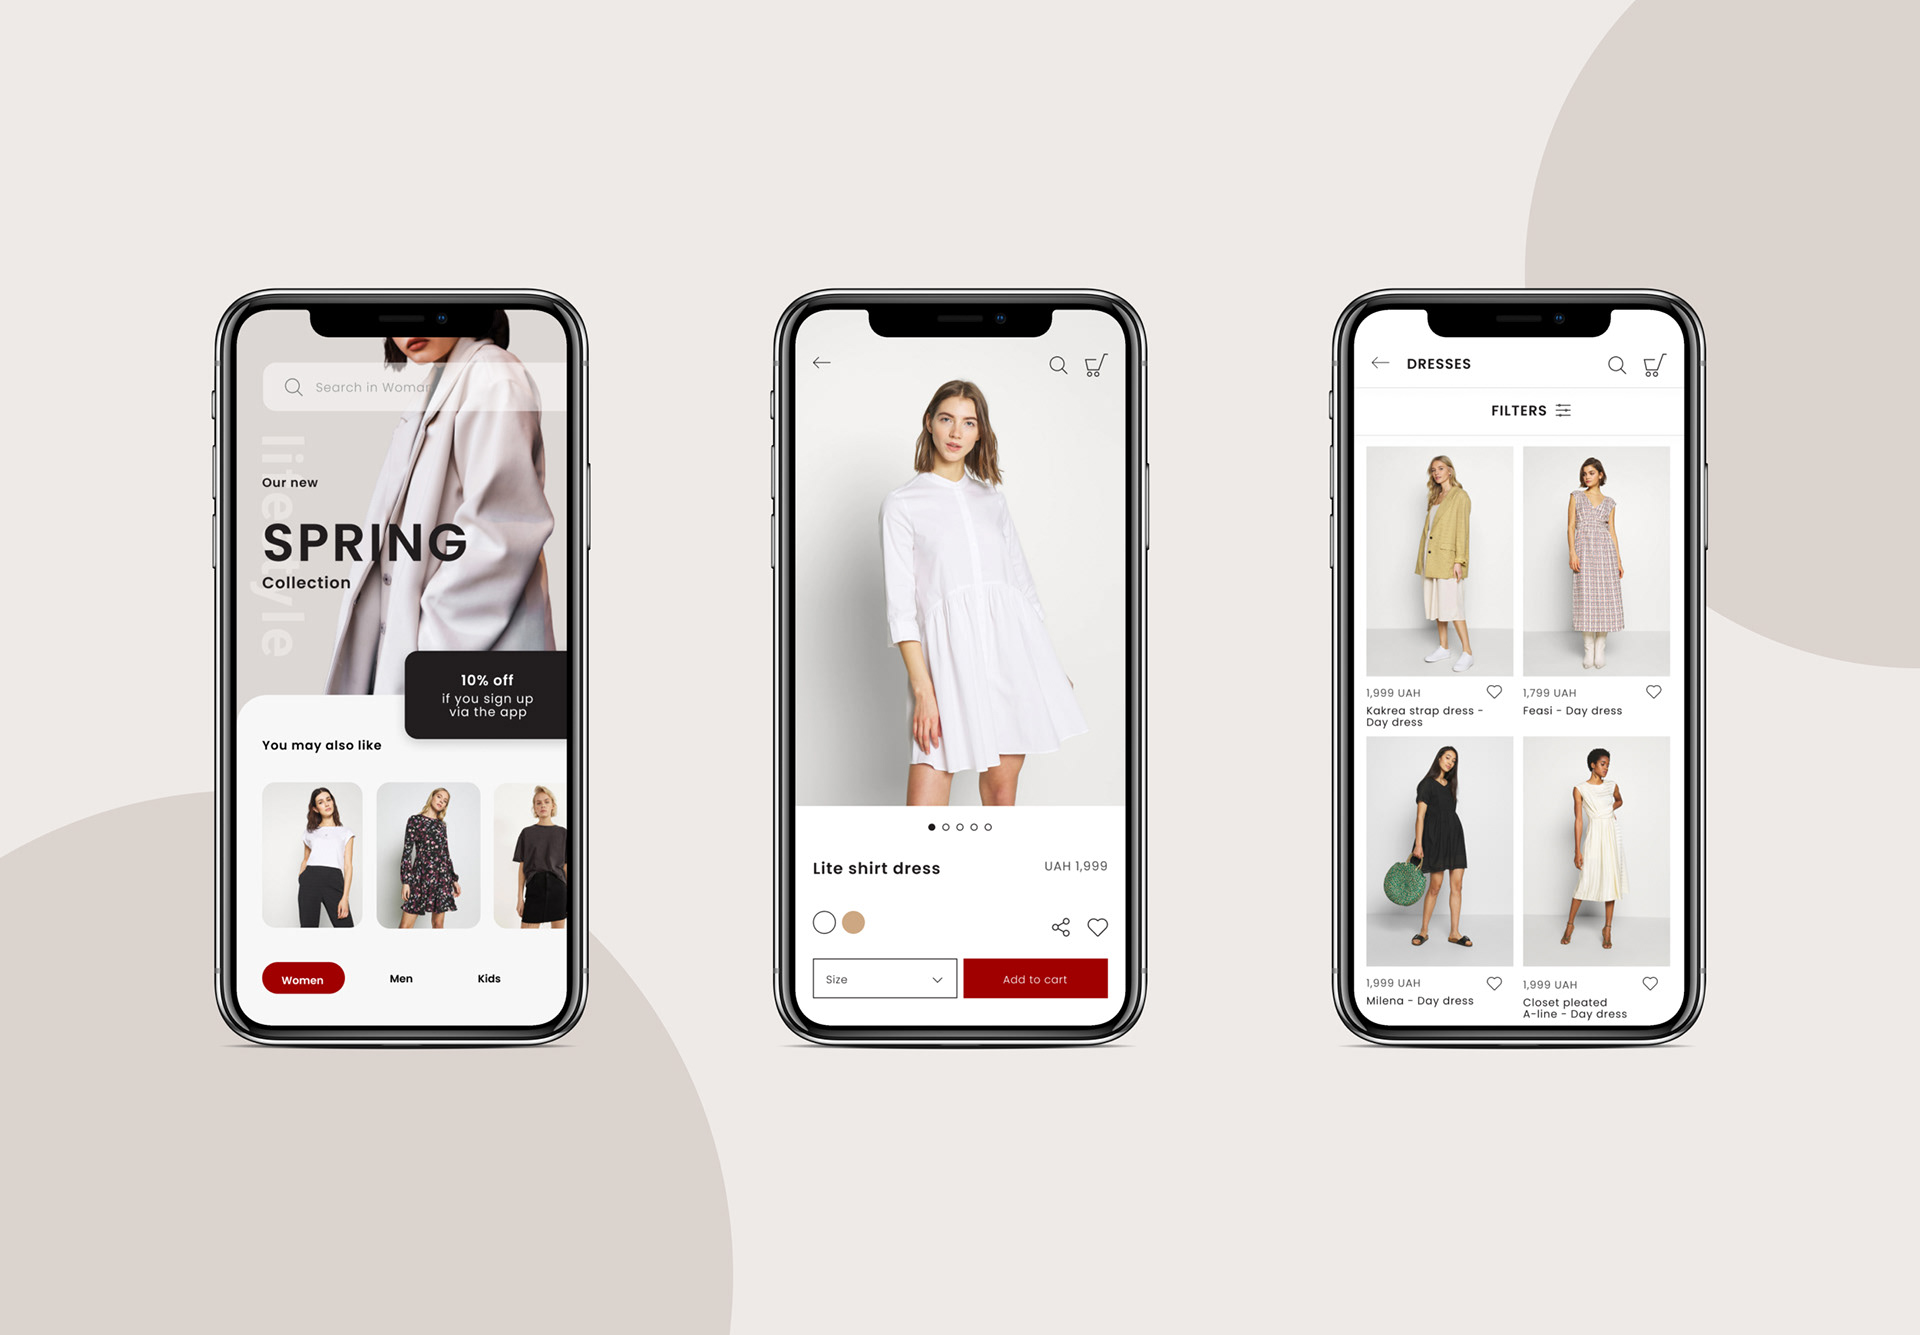 Search in Woman
lifestyle
Our new
SPRING
Collection
10% off
if you sign up
via the app
You may also like
Women
Men
Kids
Lite shirt dress
UAH 1,999
Size
Add to cart
DRESSES
FILTERS
1,999 UAH
Kakrea strap dress -
Day dress
1,799 UAH
Feasi - Day dress
1,999 UAH
Milena - Day dress
1,999 UAH
Closet pleated
A-line - Day dress